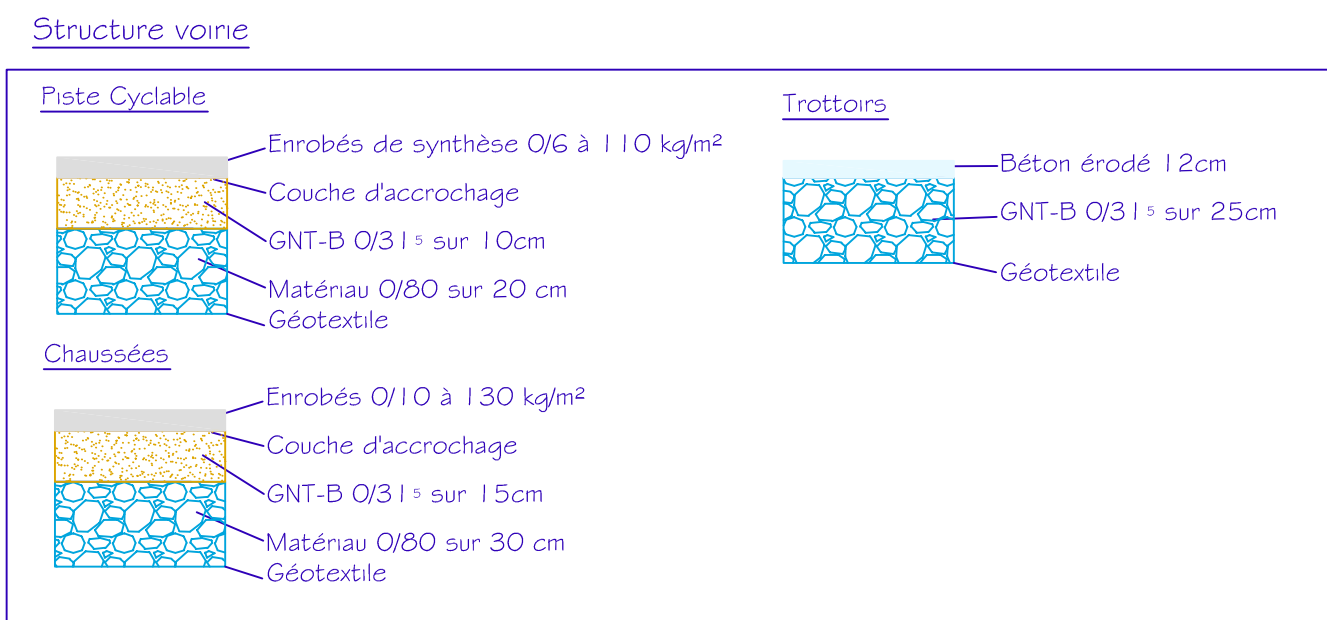 Structure voirie
Piste Cyclable
Enrobés de synthèse 0/6 à 110 kg/m²
Couche d'accrochage
GNT-B 0/31⁵ sur 10cm
Matériau 0/80 sur 20 cm
Géotextile
Chaussées
Enrobés 0/10 à 130 kg/m²
Couche d'accrochage
GNT-B 0/31⁵ sur 15cm
Matériau 0/80 sur 30 cm
Géotextile
Trottoirs
Béton érodé 12cm
GNT-B 0/31⁵ sur 25cm
Géotextile